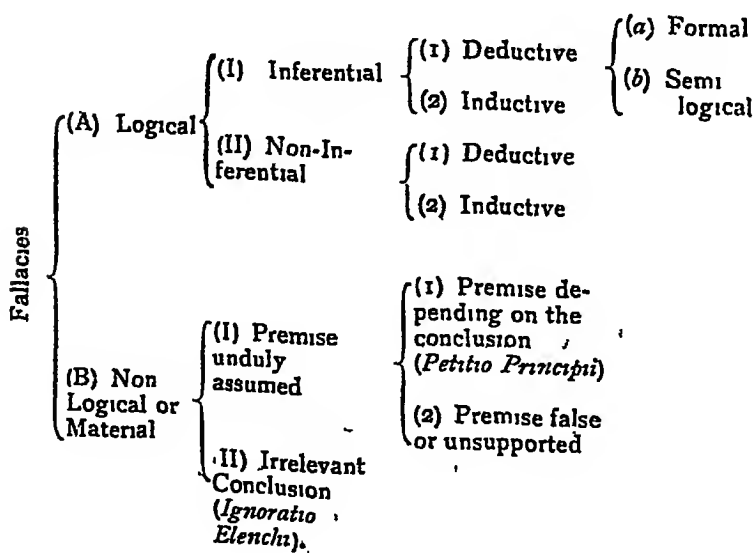 Fallacies
(A) Logical
(I) Inferential
(1) Deductive
(a) Formal
(b) Semi
logical
(2) Inductive
(II) Non-In-
ferential
(1) Deductive
(2) Inductive
(B) Non
Logical or
Material
(I) Premise
unduly
assumed
(1) Premise de-
pending on the
conclusion
(Petitio Principii)
(2) Premise false
or unsupported
II) Irrelevant
Conclusion
(Ignoratio
Elenchi).